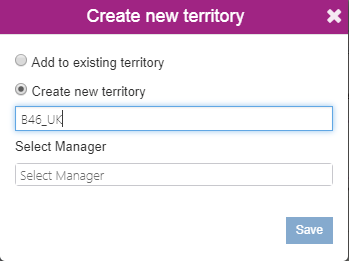 Create new territory
Add to existing territory
Create new territory
B46_UK
Select Manager
Select Manager
Save